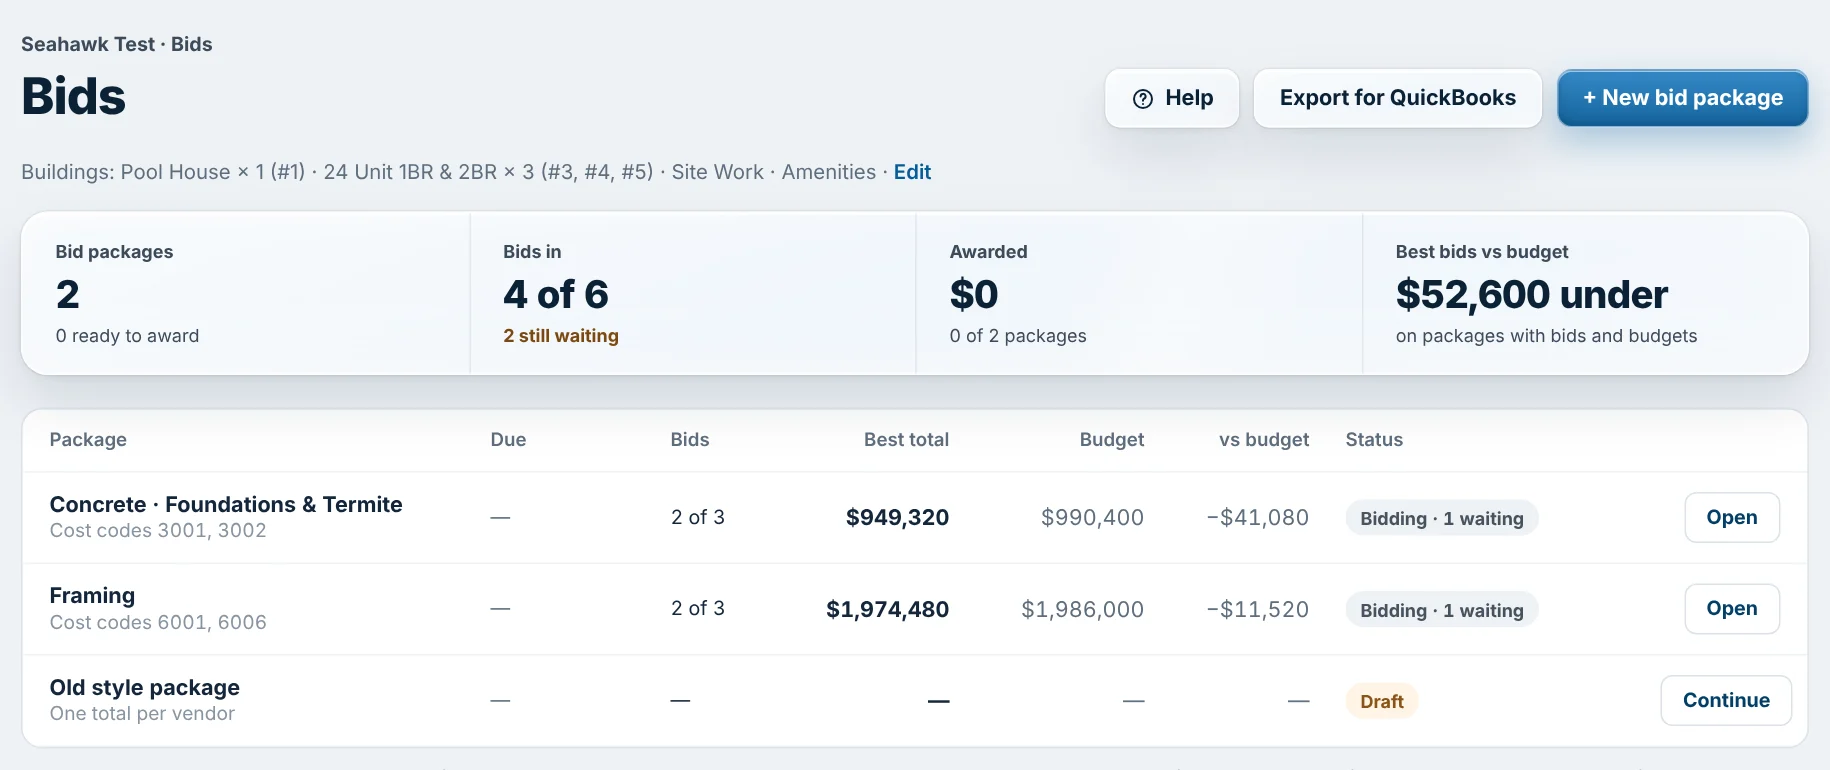 Seahawk Test · Bids
Bids
Help
Export for QuickBooks
+ New bid package
Buildings: Pool House × 1 (#1) · 24 Unit 1BR & 2BR × 3 (#3, #4, #5) · Site Work · Amenities · Edit
Bid packages
2
0 ready to award
Bids in
4 of 6
2 still waiting
Awarded
$0
0 of 2 packages
Best bids vs budget
$52,600 under
on packages with bids and budgets
Package Due Bids Best total Budget vs budget Status
Concrete · Foundations & Termite
Cost codes 3001, 3002
— 2 of 3 $949,320 $990,400 −$41,080 Bidding · 1 waiting Open
Framing
Cost codes 6001, 6006
— 2 of 3 $1,974,480 $1,986,000 −$11,520 Bidding · 1 waiting Open
Old style package
One total per vendor
— — — — — Draft Continue